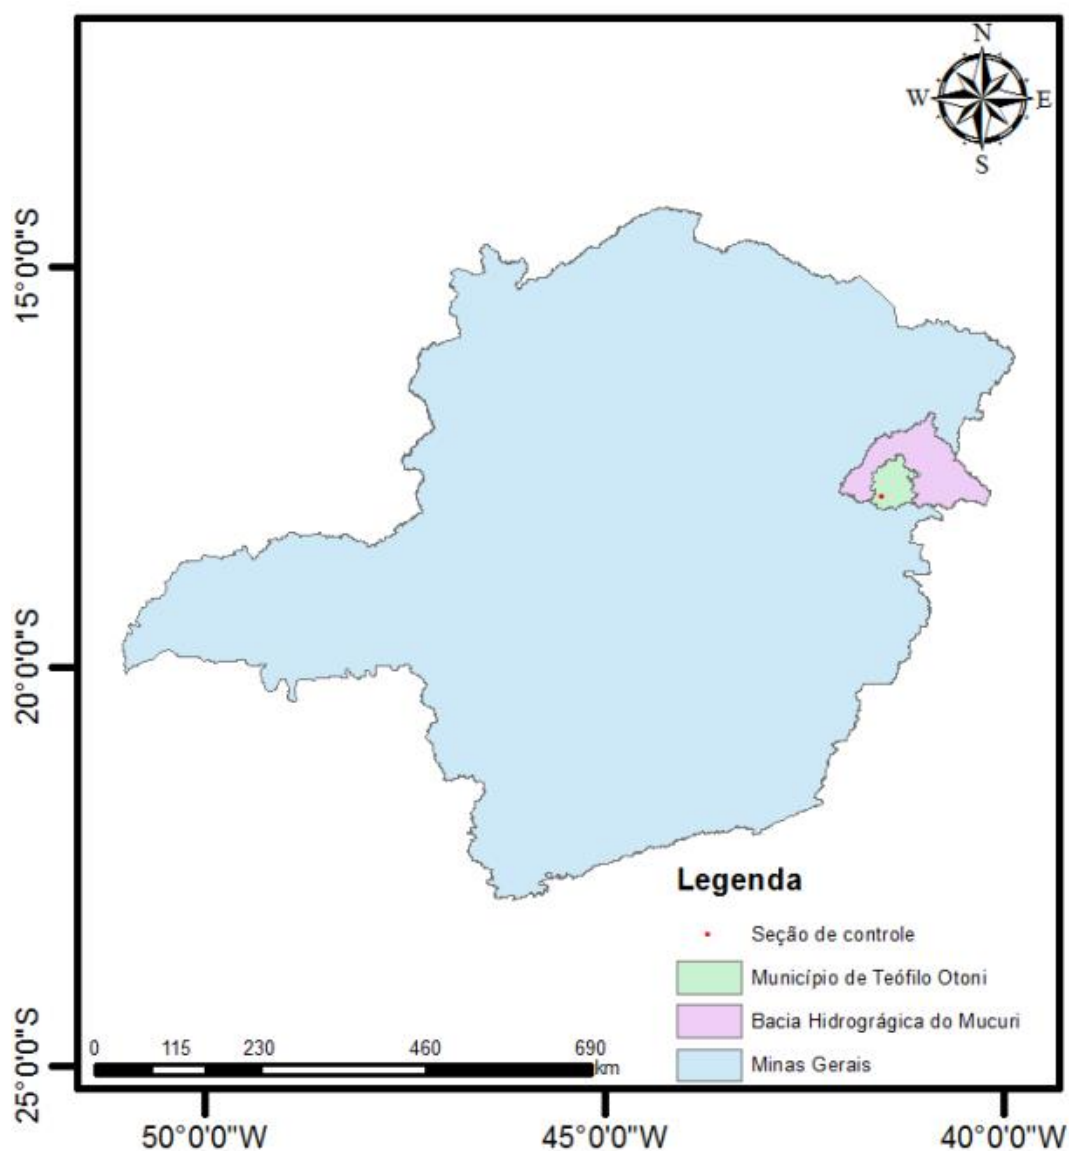 N
W E
S
15°0'0"S
20°0'0"S
25°0'0"S
Legenda
Seção de controle
Município de Teófilo Otoni
Bacia Hidrográgica do Mucuri
Minas Gerais
0 115 230 460 690
km
50°0'0"W 45°0'0"W 40°0'0"W